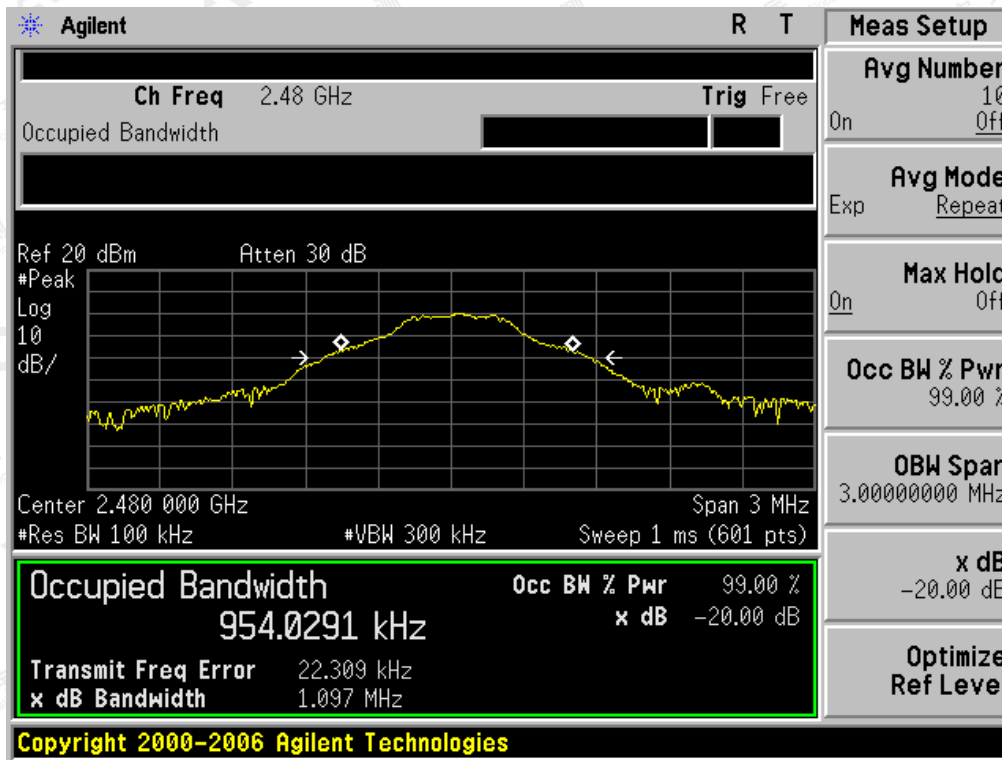 Agilent R T
Ch Freq 2.48 GHz Trig Free
Occupied Bandwidth
Ref 20 dBm Atten 30 dB
#Peak
Log
10
dB/
Center 2.480 000 GHz Span 3 MHz
#Res BW 100 kHz #VBW 300 kHz Sweep 1 ms (601 pts)
Occupied Bandwidth
954.0291 kHz
Occ BW % Pwr 99.00 %
x dB -20.00 dB
Transmit Freq Error 22.309 kHz
x dB Bandwidth 1.097 MHz
Copyright 2000-2006 Agilent Technologies
Meas Setup
Avg Number
10
On Off
Avg Mode
Exp Repeat
Max Hold
On Off
Occ BW % Pwr
99.00 %
OBW Span
3.00000000 MHz
x dB
-20.00 dB
Optimize
Ref Level